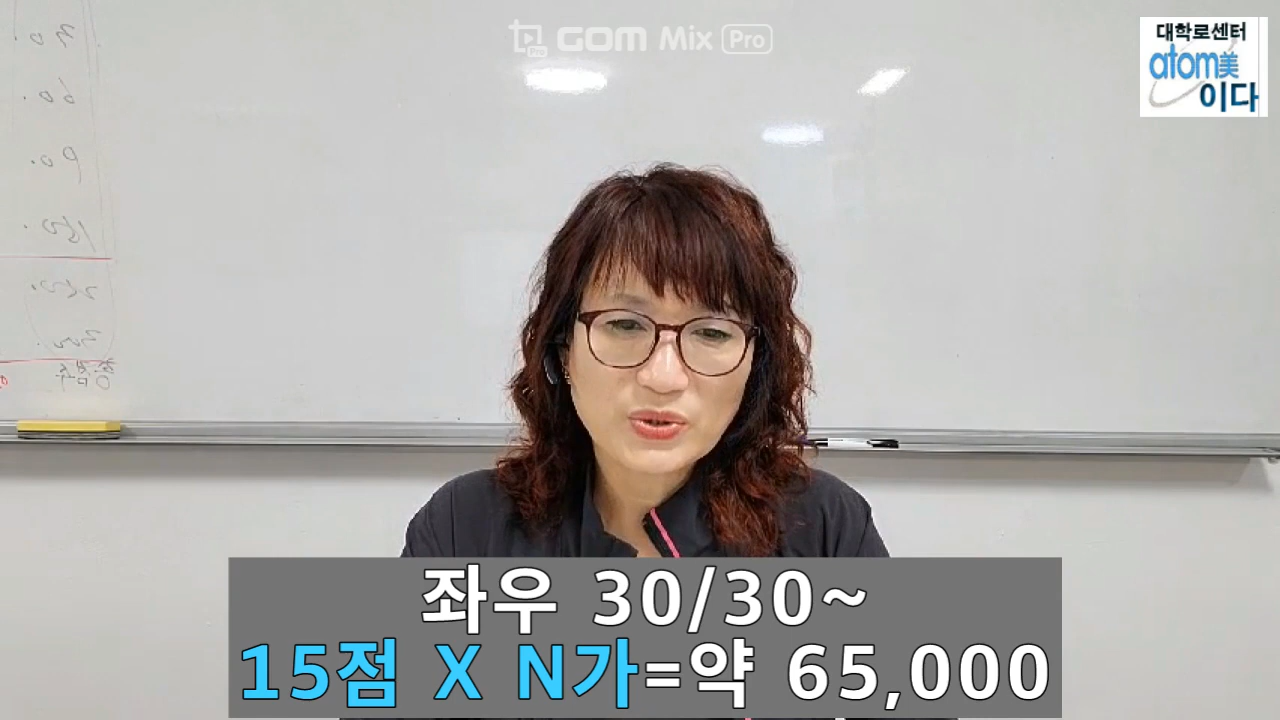 GOM Mix Pro
Pro
대학로센터
atom美
이다
좌우 30/30~
15점 X N가=약 65,000